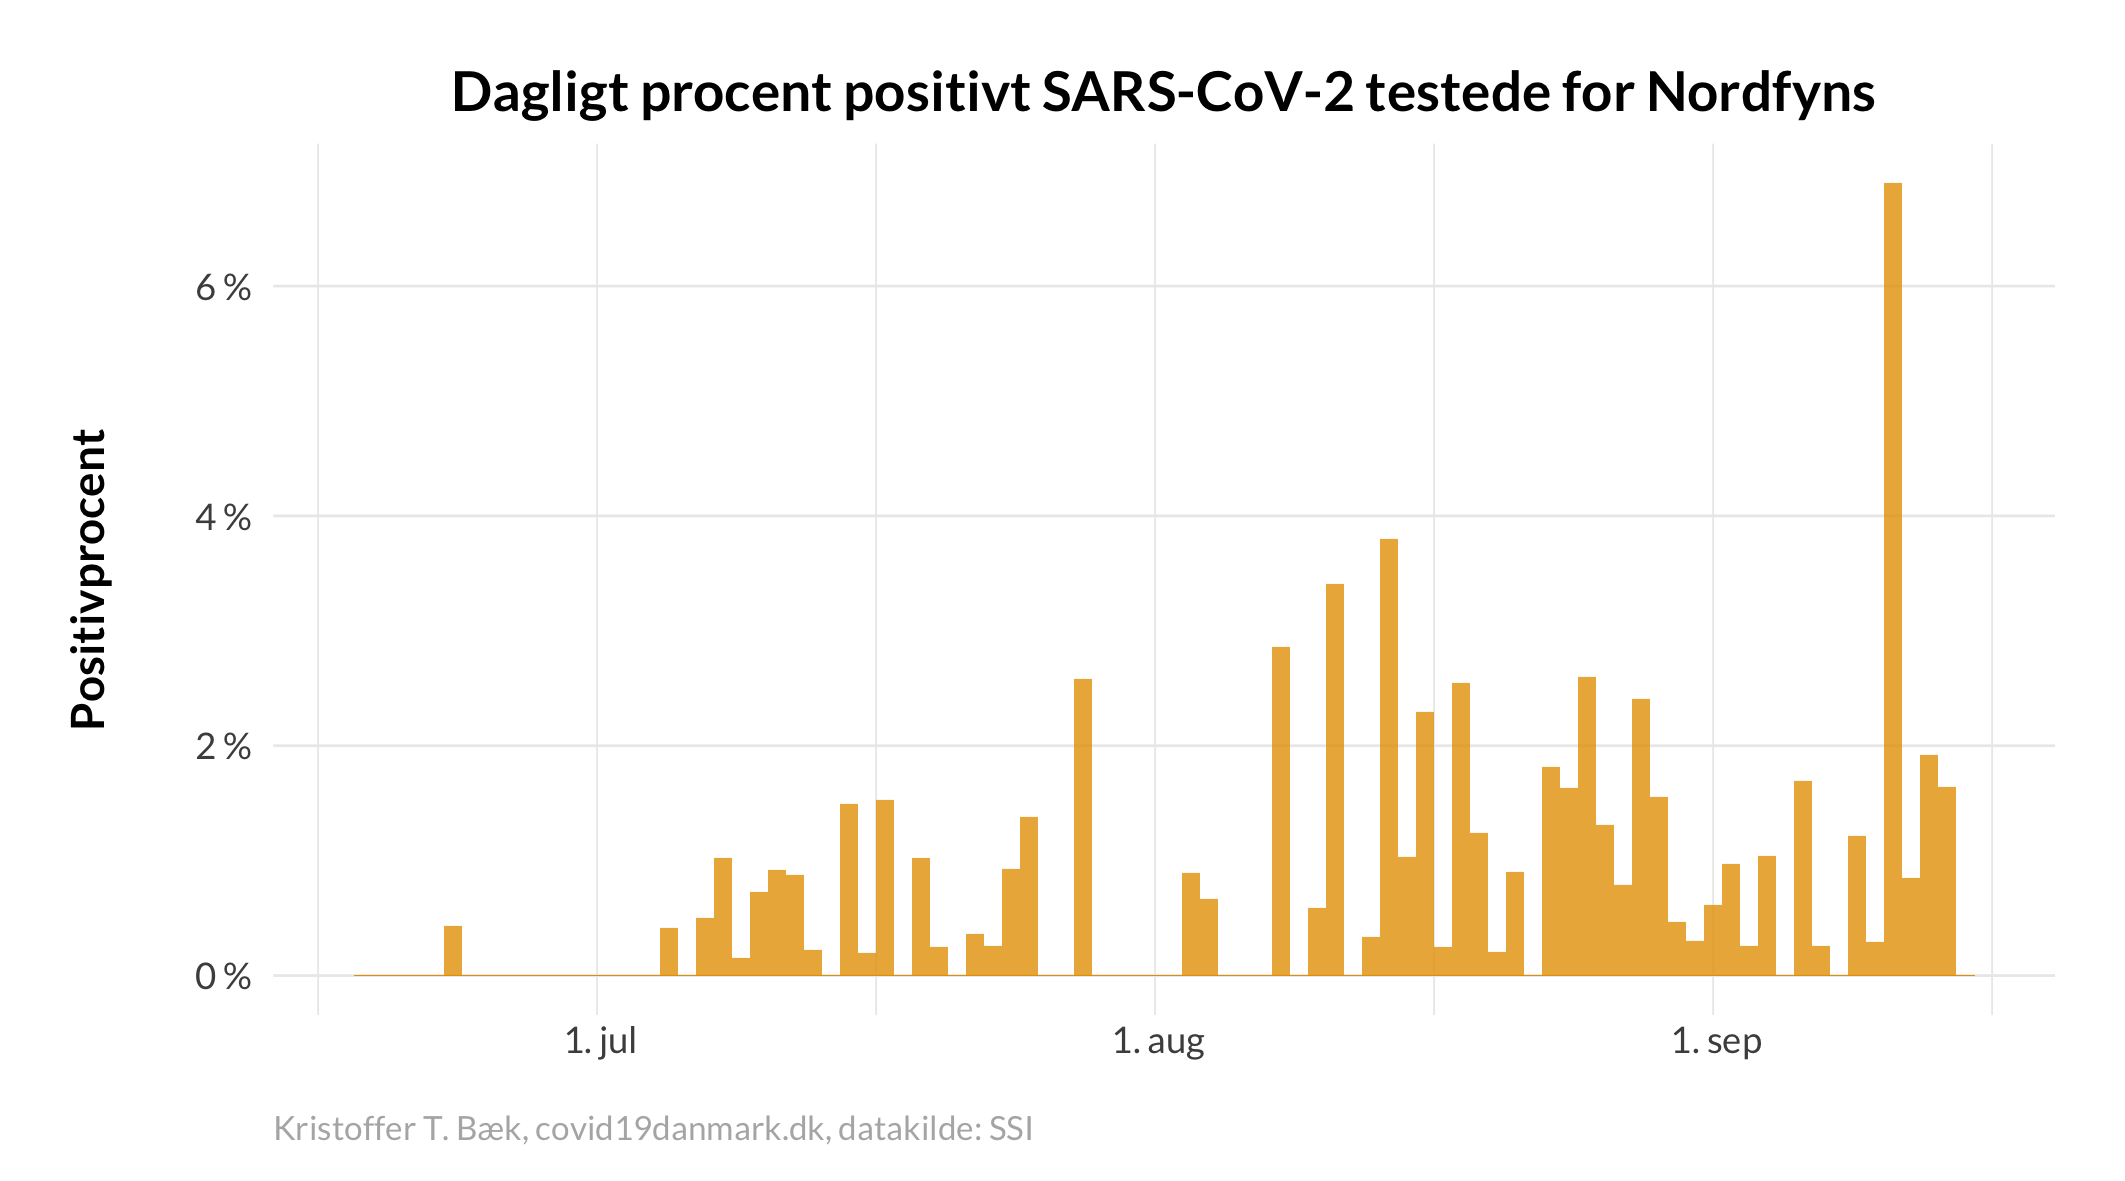 Dagligt procent positivt SARS-CoV-2 testede for Nordfyns
Positivprocent
6 %
4 %
2 %
0 %
1. jul
1. aug
1. sep
Kristoffer T. Bæk, covid19danmark.dk, datakilde: SSI